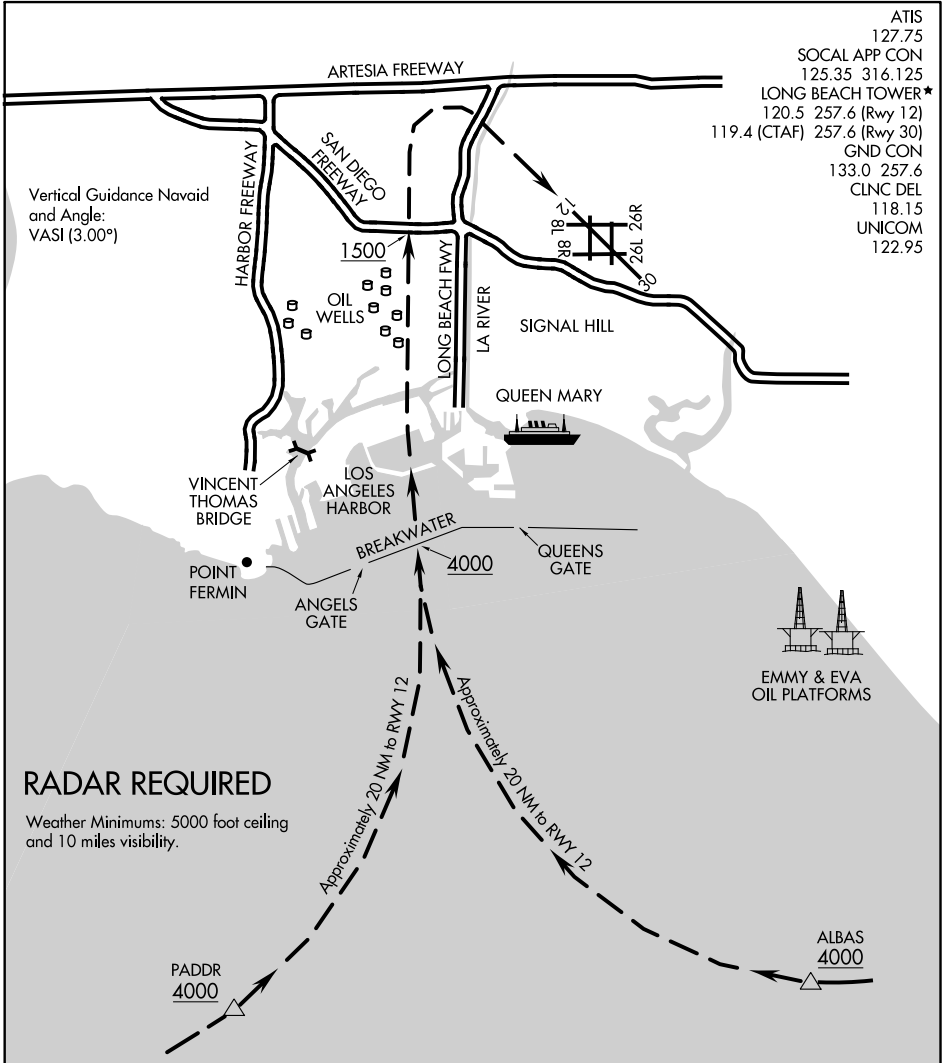 ATIS
127.75
SOCAL APP CON
125.35 316.125
LONG BEACH TOWER★
120.5 257.6 (Rwy 12)
119.4 (CTAF) 257.6 (Rwy 30)
GND CON
133.0 257.6
CLNC DEL
118.15
UNICOM
122.95
ARTESIA FREEWAY
Vertical Guidance Navaid
and Angle:
VASI (3.00°)
HARBOR FREEWAY
SAN DIEGO
FREEWAY
1500
OIL
WELLS
LONG BEACH FWY
LA RIVER
12
8L
26R
8R
26L
30
SIGNAL HILL
QUEEN MARY
VINCENT
THOMAS
BRIDGE
LOS
ANGELES
HARBOR
BREAKWATER
4000
QUEENS
GATE
POINT
FERMIN
ANGELS
GATE
EMMY & EVA
OIL PLATFORMS
Approximately 20 NM to RWY 12
Approximately 20 NM to RWY 12
RADAR REQUIRED
Weather Minimums: 5000 foot ceiling
and 10 miles visibility.
PADDR
4000
ALBAS
4000